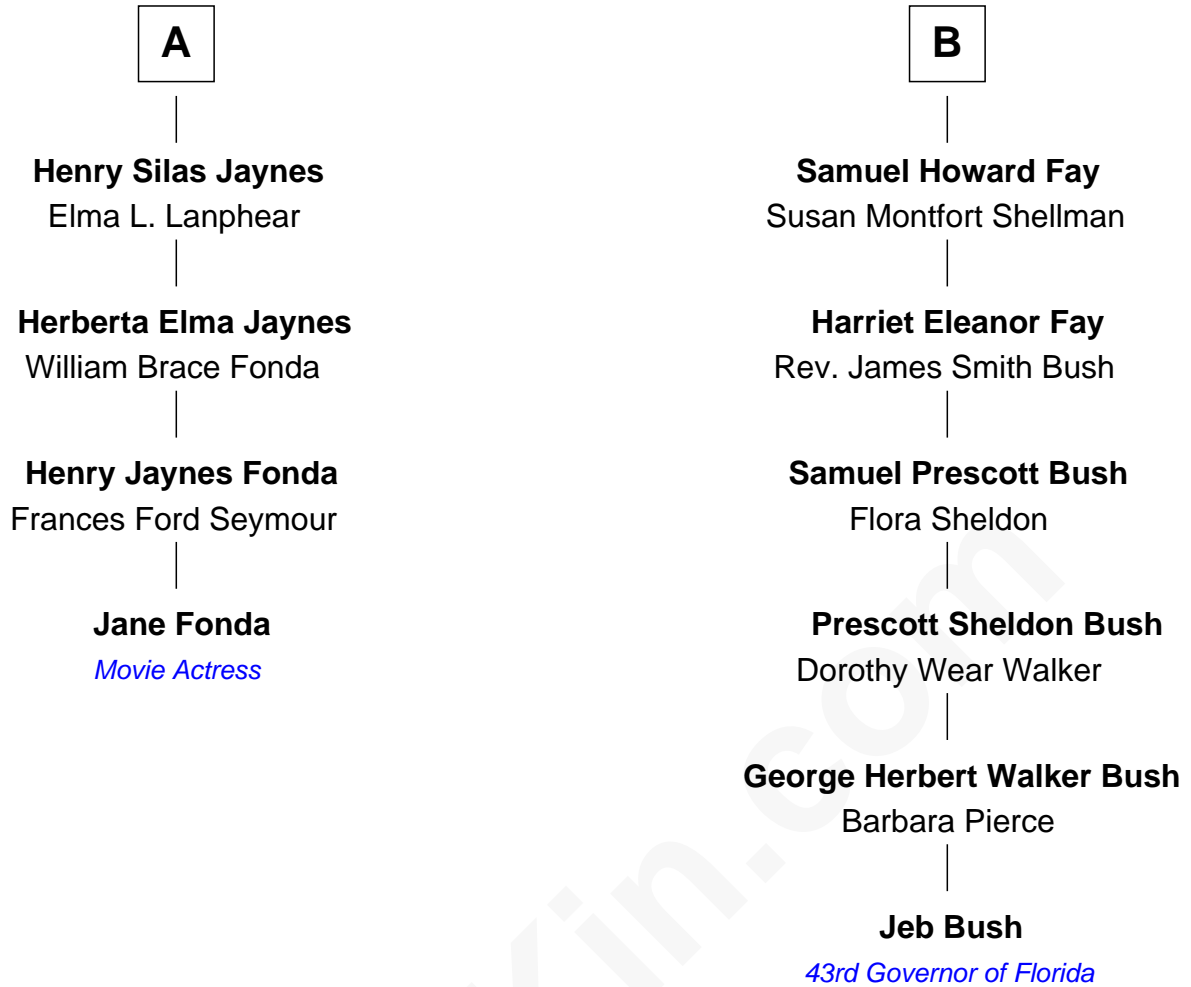 A
Henry Silas Jaynes
Elma L. Lanphear
Herberta Elma Jaynes
William Brace Fonda
Henry Jaynes Fonda
Frances Ford Seymour
Jane Fonda
Movie Actress
B
Samuel Howard Fay
Susan Montfort Shellman
Harriet Eleanor Fay
Rev. James Smith Bush
Samuel Prescott Bush
Flora Sheldon
Prescott Sheldon Bush
Dorothy Wear Walker
George Herbert Walker Bush
Barbara Pierce
Jeb Bush
43rd Governor of Florida
Kin.com